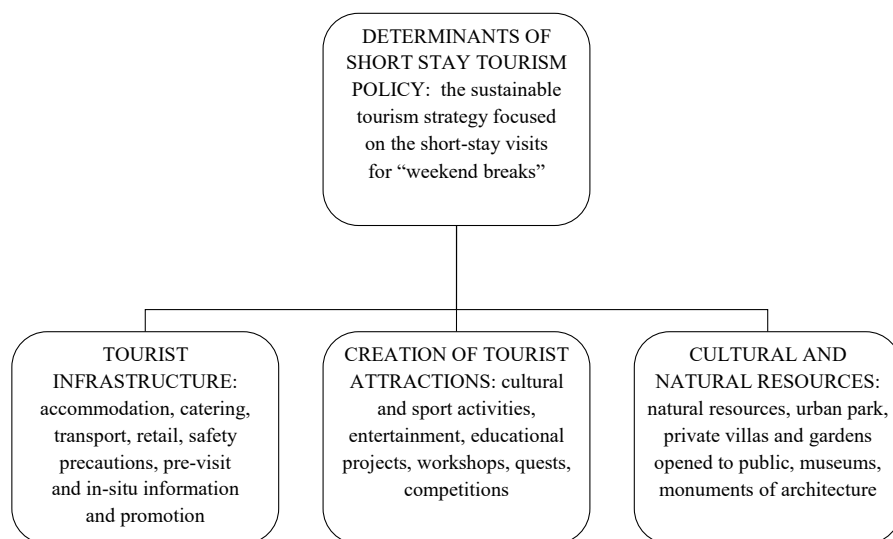 DETERMINANTS OF
SHORT STAY TOURISM
POLICY: the sustainable
tourism strategy focused
on the short-stay visits
for “weekend breaks”
TOURIST
INFRASTRUCTURE:
accommodation, catering,
transport, retail, safety
precautions, pre-visit
and in-situ information
and promotion
CREATION OF TOURIST
ATTRACTIONS: cultural
and sport activities,
entertainment, educational
projects, workshops, quests,
competitions
CULTURAL AND
NATURAL RESOURCES:
natural resources, urban park,
private villas and gardens
opened to public, museums,
monuments of architecture